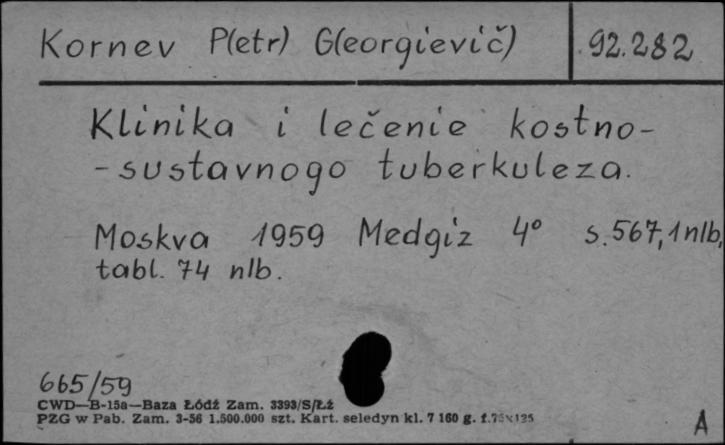 Kornev P(etr) G(eorgievič) 92.282
Klinika i lečenie kostno-
-sustavnogo tuberkuleza.
Moskva 1959 Medgiz 4° s.567,1nlb,
tabl. 74 nlb.
665/59
CWD—B-15a—Baza Łódź Zam. 3393/S/Łź
PZG w Pab. Zam. 3-56 1.500.000 szt. Kart. seledyn kl. 7 160 g. f.75×125
A